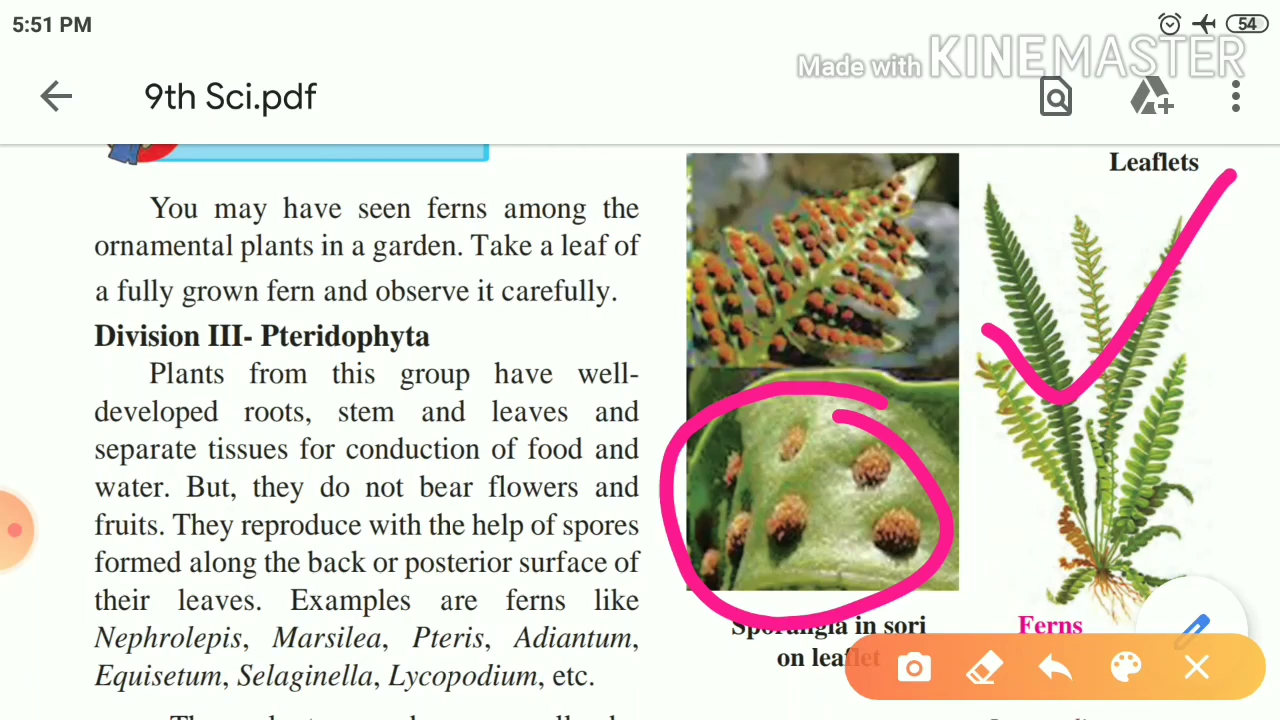 5:51 PM
54
Made with KINEMASTER
9th Sci.pdf
Leaflets
You may have seen ferns among the
ornamental plants in a garden. Take a leaf of
a fully grown fern and observe it carefully.
Division III- Pteridophyta
Plants from this group have well-
developed roots, stem and leaves and
separate tissues for conduction of food and
water. But, they do not bear flowers and
fruits. They reproduce with the help of spores
formed along the back or posterior surface of
their leaves. Examples are ferns like
Nephrolepis, Marsilea, Pteris, Adiantum,
Equisetum, Selaginella, Lycopodium, etc.
Sporangia in sori
on leaflet
Ferns